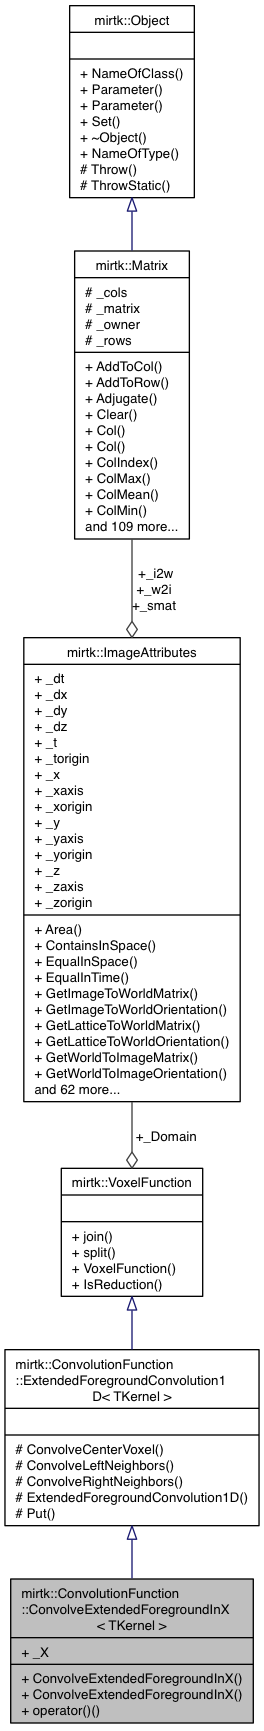 mirtk::Object
+ NameOfClass()
+ Parameter()
+ Parameter()
+ Set()
+ ~Object()
+ NameOfType()
# Throw()
# ThrowStatic()
mirtk::Matrix
# _cols
# _matrix
# _owner
# _rows
+ AddToCol()
+ AddToRow()
+ Adjugate()
+ Clear()
+ Col()
+ Col()
+ ColIndex()
+ ColMax()
+ ColMean()
+ ColMin()
and 109 more...
+_i2w
+_w2i
+_smat
mirtk::ImageAttributes
+ _dt
+ _dx
+ _dy
+ _dz
+ _t
+ _torigin
+ _x
+ _xaxis
+ _xorigin
+ _y
+ _yaxis
+ _yorigin
+ _z
+ _zaxis
+ _zorigin
+ Area()
+ ContainsInSpace()
+ EqualInSpace()
+ EqualInTime()
+ GetImageToWorldMatrix()
+ GetImageToWorldOrientation()
+ GetLatticeToWorldMatrix()
+ GetLatticeToWorldOrientation()
+ GetWorldToImageMatrix()
+ GetWorldToImageOrientation()
and 62 more...
+_Domain
mirtk::VoxelFunction
+ join()
+ split()
+ VoxelFunction()
+ IsReduction()
mirtk::ConvolutionFunction
::ExtendedForegroundConvolution1
D< TKernel >
# ConvolveCenterVoxel()
# ConvolveLeftNeighbors()
# ConvolveRightNeighbors()
# ExtendedForegroundConvolution1D()
# Put()
mirtk::ConvolutionFunction
::ConvolveExtendedForegroundInX
< TKernel >
+ _X
+ ConvolveExtendedForegroundInX()
+ ConvolveExtendedForegroundInX()
+ operator()()